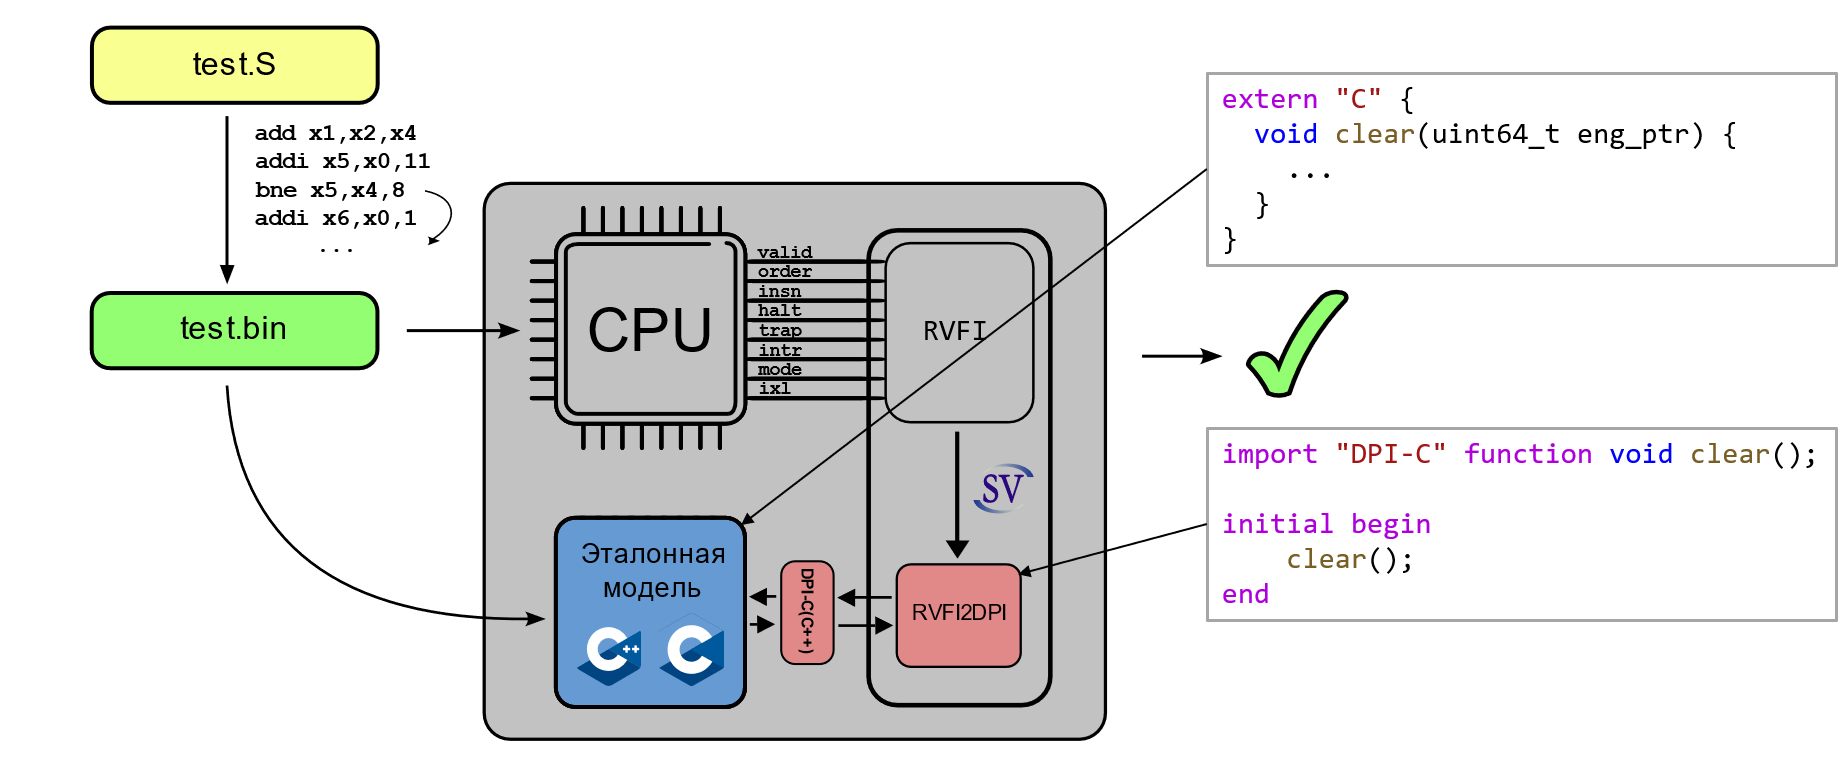 test.S
add x1,x2,x4
addi x5,x0,11
bne x5,x4,8
addi x6,x0,1
...
test.bin
CPU
valid
order
insn
halt
trap
intr
mode
ixl
RVFI
SV
Эталонная
модель
C++
C
DPI-C(C++)
RVFI2DPI
extern "C" {
  void clear(uint64_t eng_ptr) {
    ...
  }
}
import "DPI-C" function void clear();
initial begin
    clear();
end